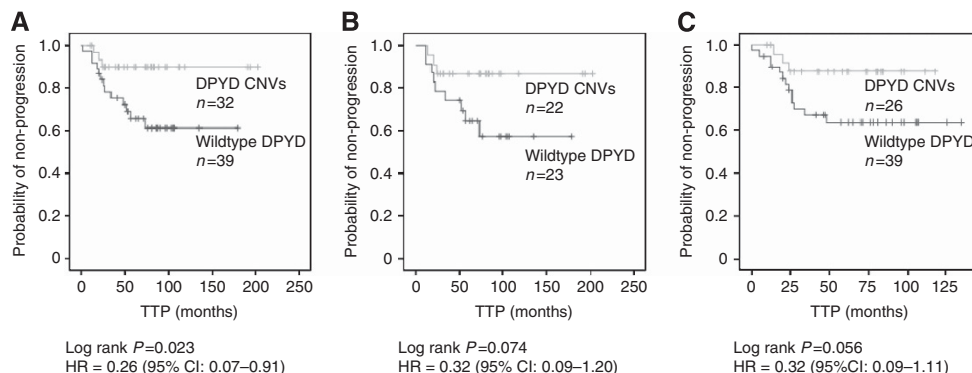 A
Probability of non-progression
1.0
0.8
0.6
0.4
0.2
0
DPYD CNVs
n=32
Wildtype DPYD
n=39
0 50 100 150 200 250
TTP (months)
Log rank P=0.023
HR = 0.26 (95% CI: 0.07–0.91)
B
Probability of non-progression
1.0
0.8
0.6
0.4
0.2
0
DPYD CNVs
n=22
Wildtype DPYD
n=23
0 50 100 150 200 250
TTP (months)
Log rank P=0.074
HR = 0.32 (95% CI: 0.09–1.20)
C
Probability of non-progression
1.0
0.8
0.6
0.4
0.2
0
DPYD CNVs
n=26
Wildtype DPYD
n=39
0 25 50 75 100 125
TTP (months)
Log rank P=0.056
HR = 0.32 (95%CI: 0.09–1.11)